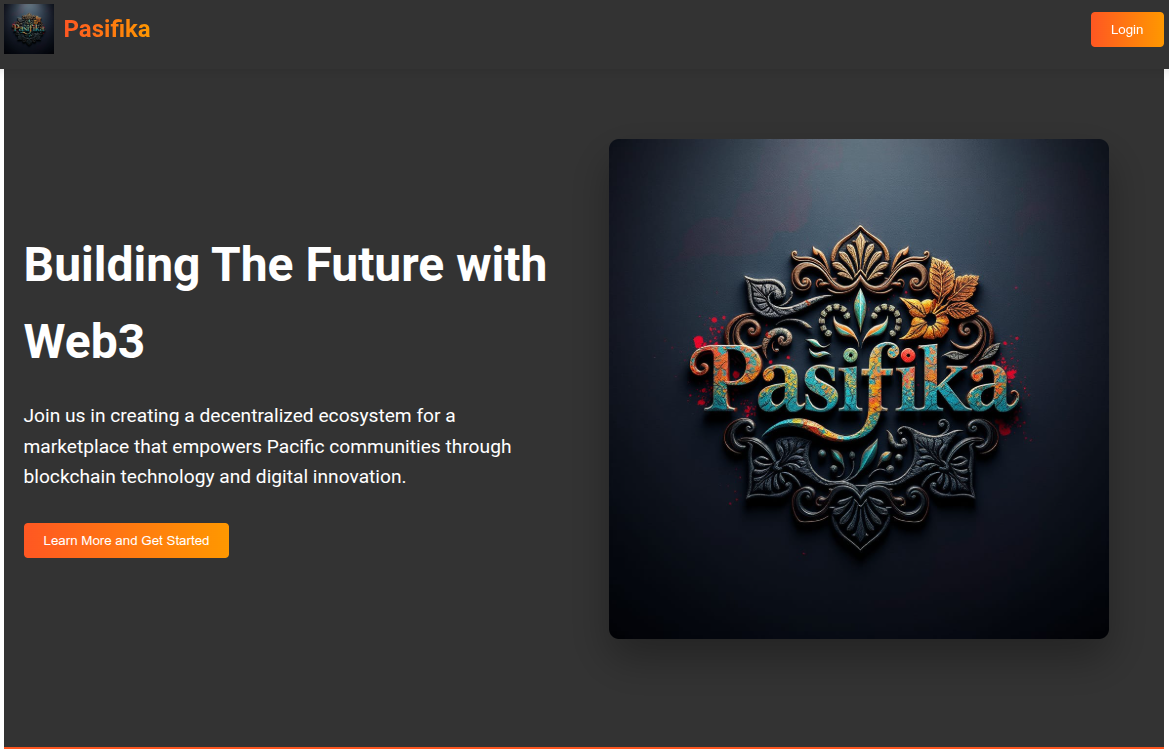 Pasifika
Pasifika
Login
Building The Future with
Web3
Join us in creating a decentralized ecosystem for a
marketplace that empowers Pacific communities through
blockchain technology and digital innovation.
Learn More and Get Started
Pašifika